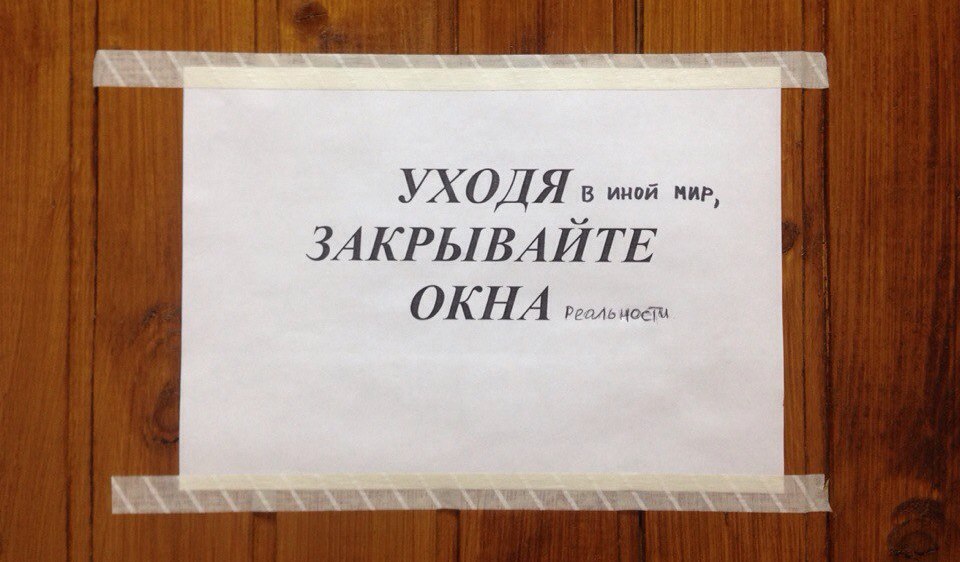 УХОДЯ в иной мир,
ЗАКРЫВАЙТЕ
ОКНА реальности